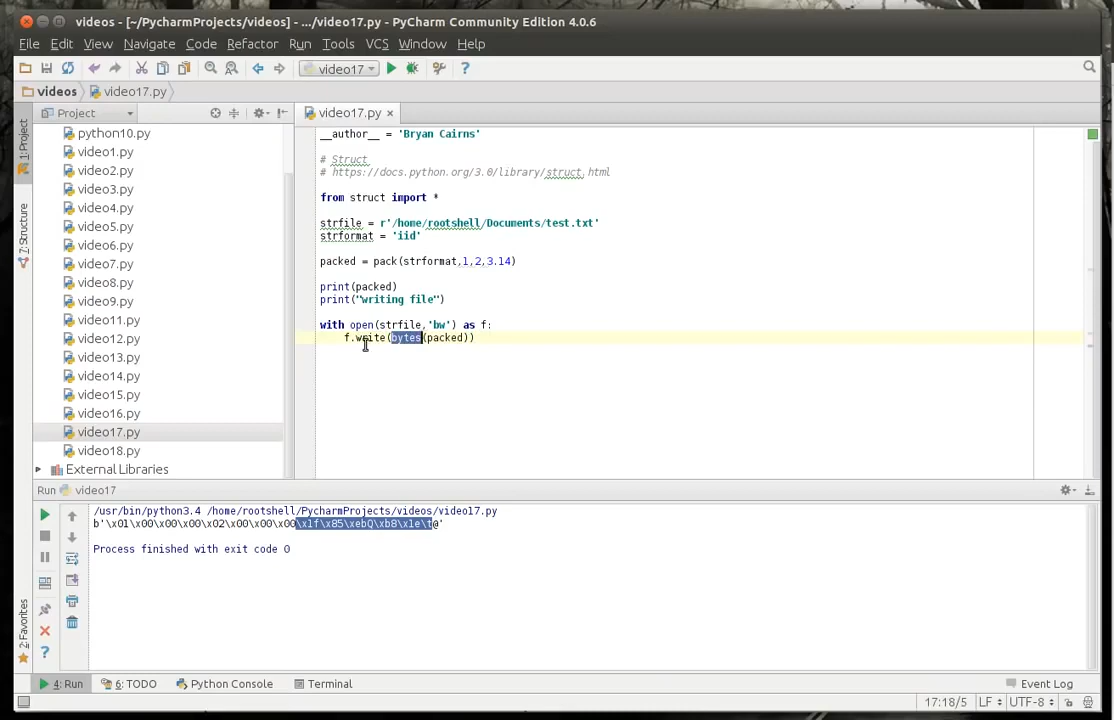 videos - [~/PycharmProjects/videos] - .../video17.py - PyCharm Community Edition 4.0.6
File Edit View Navigate Code Refactor Run Tools VCS Window Help
video17
videos video17.py
1: Project
7: Structure
2: Favorites
Project
python10.py
video1.py
video2.py
video3.py
video4.py
video5.py
video6.py
video7.py
video8.py
video9.py
video11.py
video12.py
video13.py
video14.py
video15.py
video16.py
video17.py
video18.py
External Libraries
video17.py
__author__ = 'Bryan Cairns'
# Struct
# https://docs.python.org/3.0/library/struct.html
from struct import *
strfile = r'/home/rootshell/Documents/test.txt'
strformat = 'iid'
packed = pack(strformat,1,2,3.14)
print(packed)
print("writing file")
with open(strfile,'bw') as f:
f.write(bytes(packed))
Run video17
/usr/bin/python3.4 /home/rootshell/PycharmProjects/videos/video17.py
b'\x01\x00\x00\x00\x02\x00\x00\x00\x1f\x85\xebQ\xb8\x1e\t@'
Process finished with exit code 0
4: Run 6: TODO Python Console Terminal Event Log
17:18/5 LF UTF-8